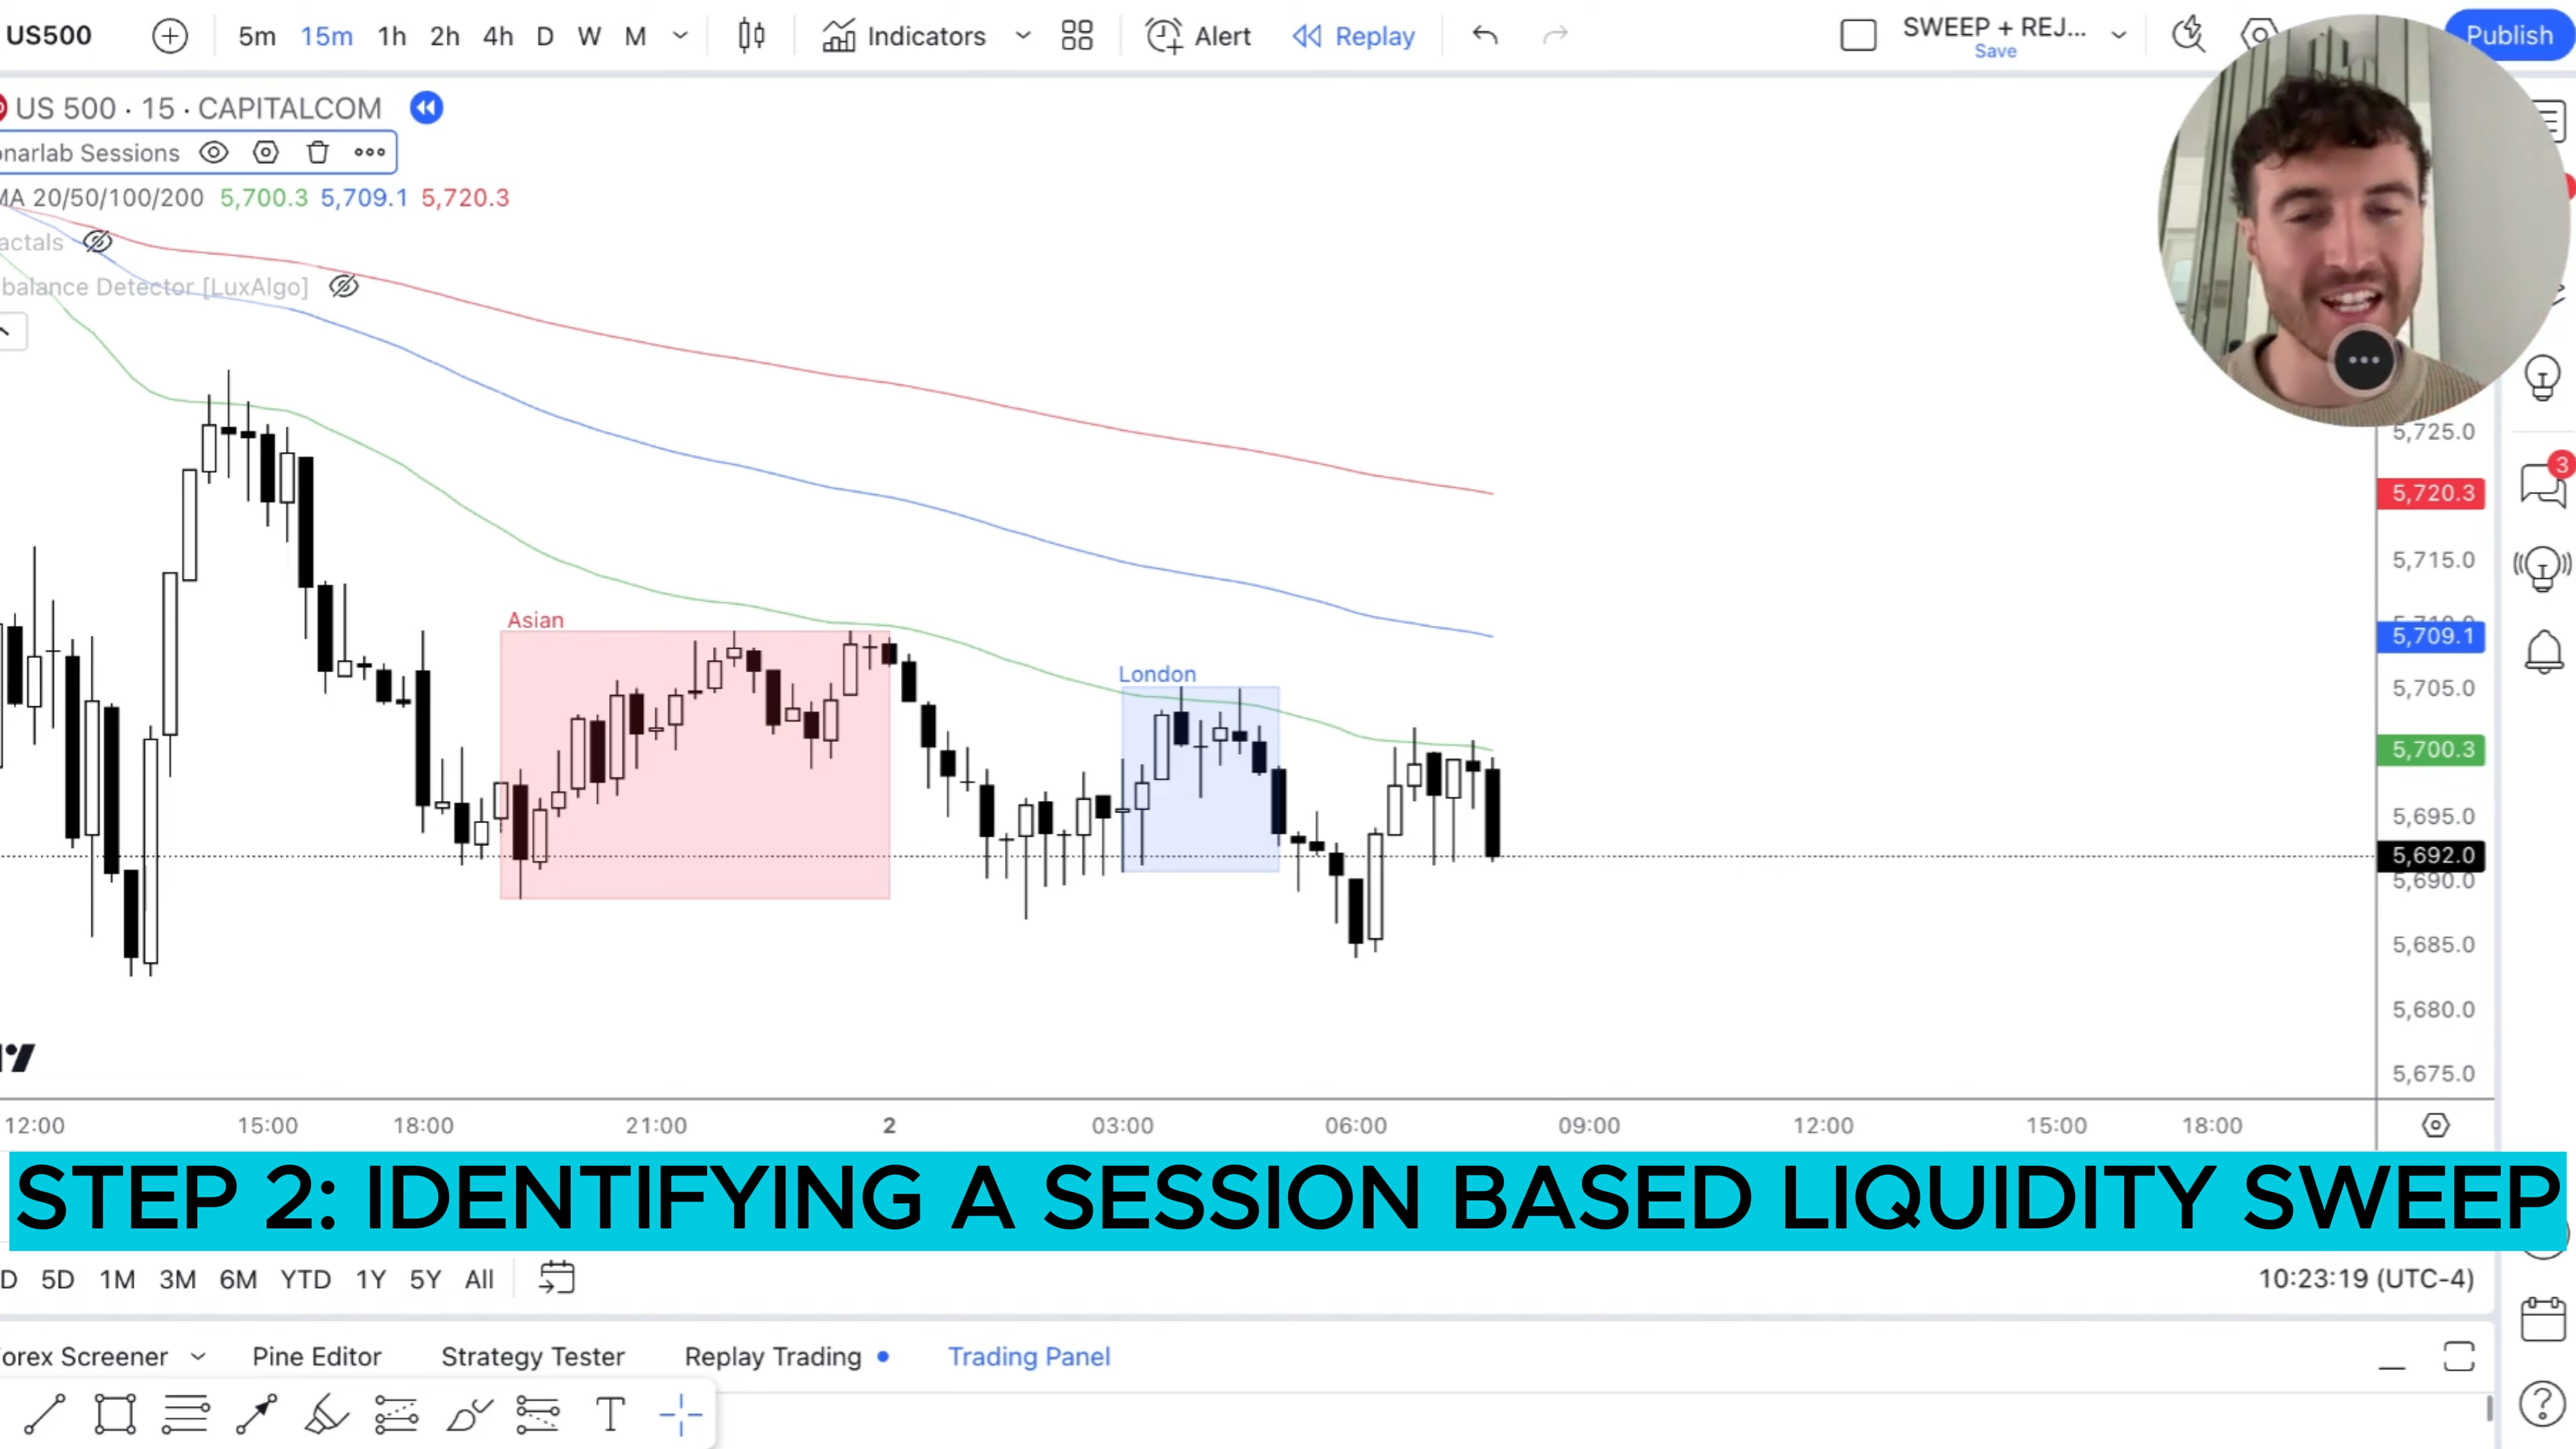 US500 5m 15m 1h 2h 4h D W M Indicators Alert Replay SWEEP + REJ... Save Publish
US 500 · 15 · CAPITALCOM
narlab Sessions
MA 20/50/100/200 5,700.3 5,709.1 5,720.3
actals
balance Detector [LuxAlgo]
5,725.0
3
5,720.3
5,715.0
Asian
5,709.1
London
5,705.0
5,700.3
5,695.0
5,692.0
5,690.0
5,685.0
5,680.0
5,675.0
12:00 15:00 18:00 21:00 2 03:00 06:00 09:00 12:00 15:00 18:00
STEP 2: IDENTIFYING A SESSION BASED LIQUIDITY SWEEP
D 5D 1M 3M 6M YTD 1Y 5Y All 10:23:19 (UTC-4)
orex Screener Pine Editor Strategy Tester Replay Trading Trading Panel